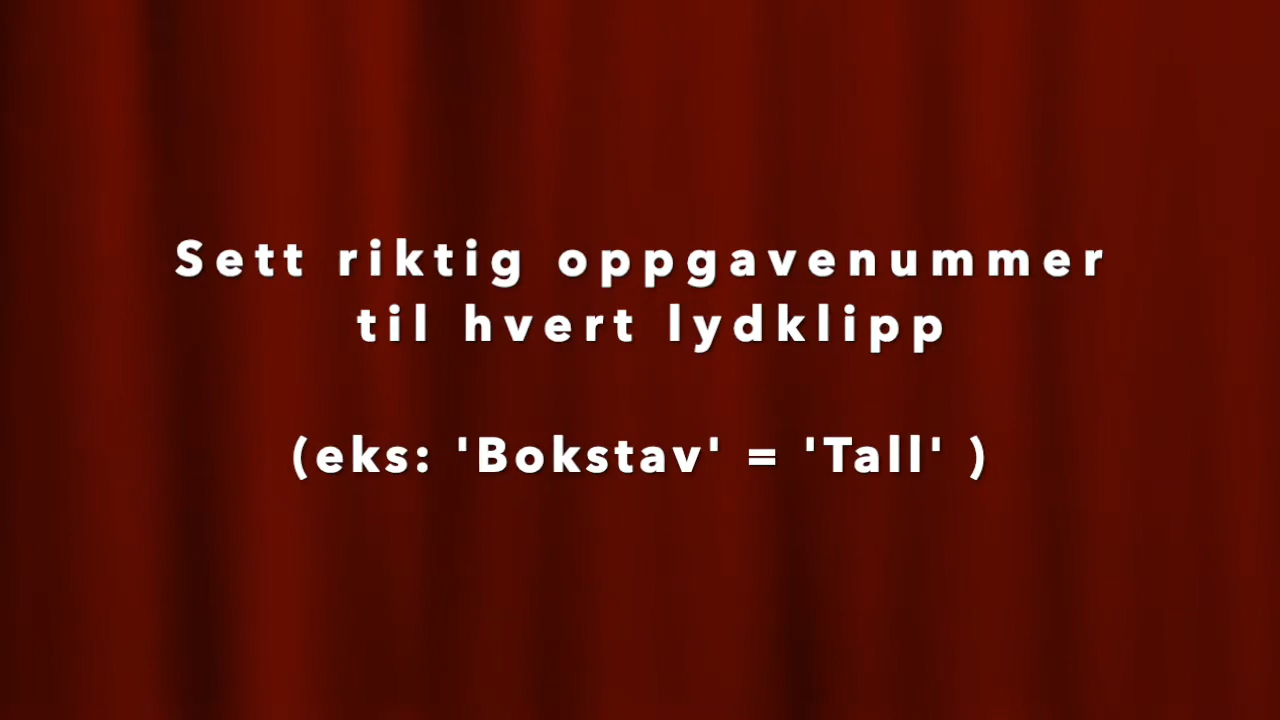 Sett riktig oppgavenummer
til hvert lydklipp
(eks: 'Bokstav' = 'Tall' )